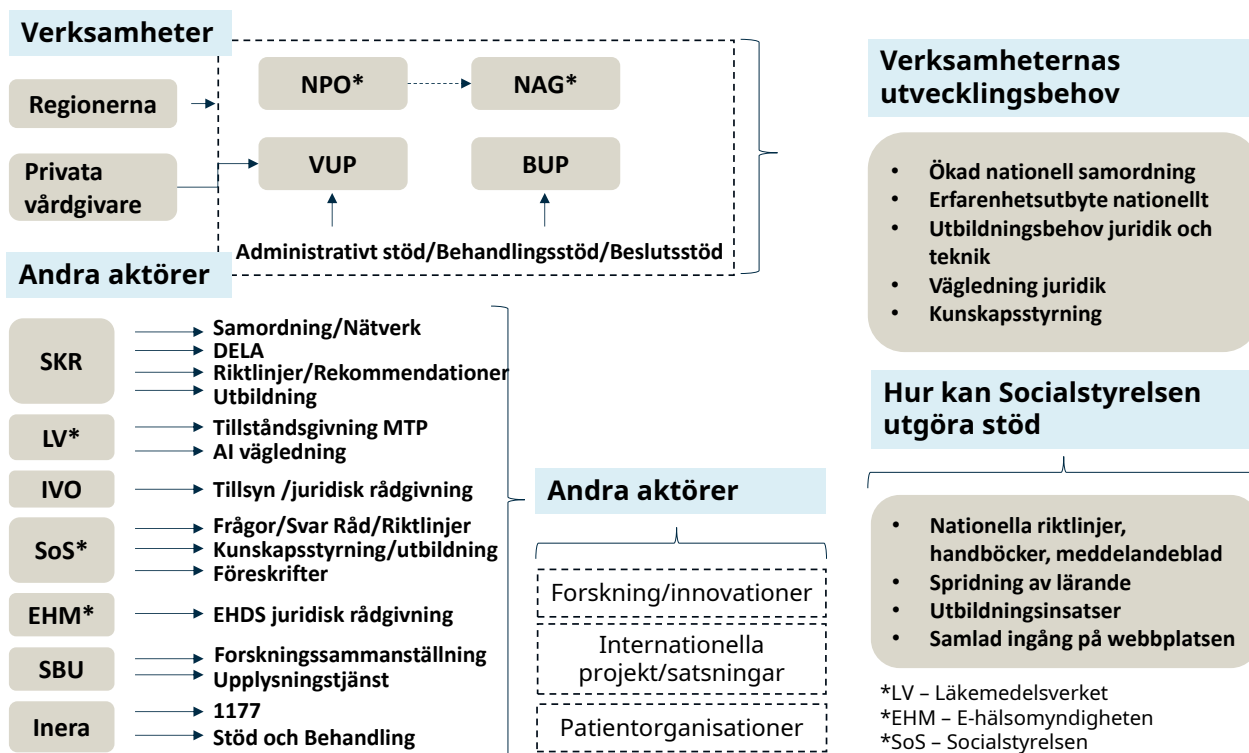 Verksamheter
Regionerna
Privata
vårdgivare
NPO*
NAG*
VUP
BUP
Administrativt stöd/Behandlingsstöd/Beslutsstöd
Andra aktörer
SKR
Samordning/Nätverk
DELA
Riktlinjer/Rekommendationer
Utbildning
LV*
Tillståndsgivning MTP
AI vägledning
IVO
Tillsyn /juridisk rådgivning
SoS*
Frågor/Svar Råd/Riktlinjer
Kunskapsstyrning/utbildning
Föreskrifter
EHM*
EHDS juridisk rådgivning
SBU
Forskningssammanställning
Upplysningstjänst
Inera
1177
Stöd och Behandling
Andra aktörer
Forskning/innovationer
Internationella
projekt/satsningar
Patientorganisationer
Verksamheternas
utvecklingsbehov
• Ökad nationell samordning
• Erfarenhetsutbyte nationellt
• Utbildningsbehov juridik och
teknik
• Vägledning juridik
• Kunskapsstyrning
Hur kan Socialstyrelsen
utgöra stöd
• Nationella riktlinjer,
handböcker, meddelandeblad
• Spridning av lärande
• Utbildningsinsatser
• Samlad ingång på webbplatsen
*LV – Läkemedelsverket
*EHM – E-hälsomyndigheten
*SoS – Socialstyrelsen